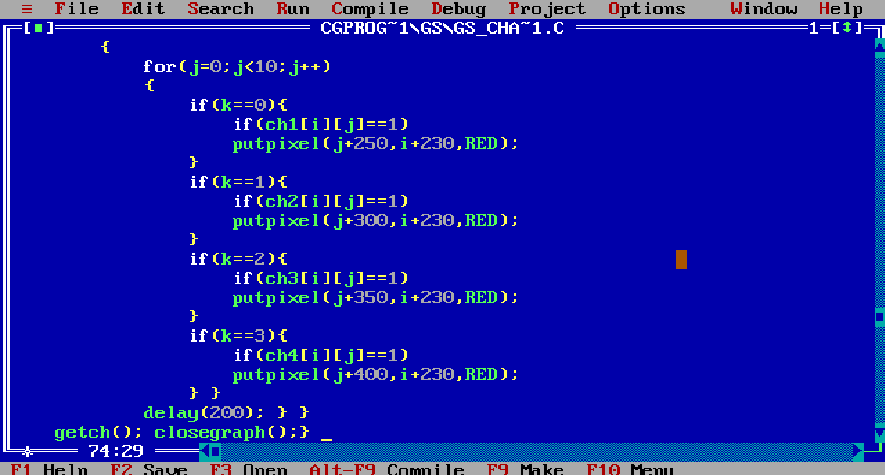 ≡ File Edit Search Run Compile Debug Project Options Window Help
[■] CGPROG~1\GS\GS_CHA~1.C 1=[↕]
{
for(j=0;j<10;j++)
{
if(k==0){
if(ch1[i][j]==1)
putpixel(j+250,i+230,RED);
}
if(k==1){
if(ch2[i][j]==1)
putpixel(j+300,i+230,RED);
}
if(k==2){
if(ch3[i][j]==1)
putpixel(j+350,i+230,RED);
}
if(k==3){
if(ch4[i][j]==1)
putpixel(j+400,i+230,RED);
} }
delay(200); } }
getch(); closegraph();} _
74:29
F1 Help F2 Save F3 Open Alt-F9 Compile F9 Make F10 Menu